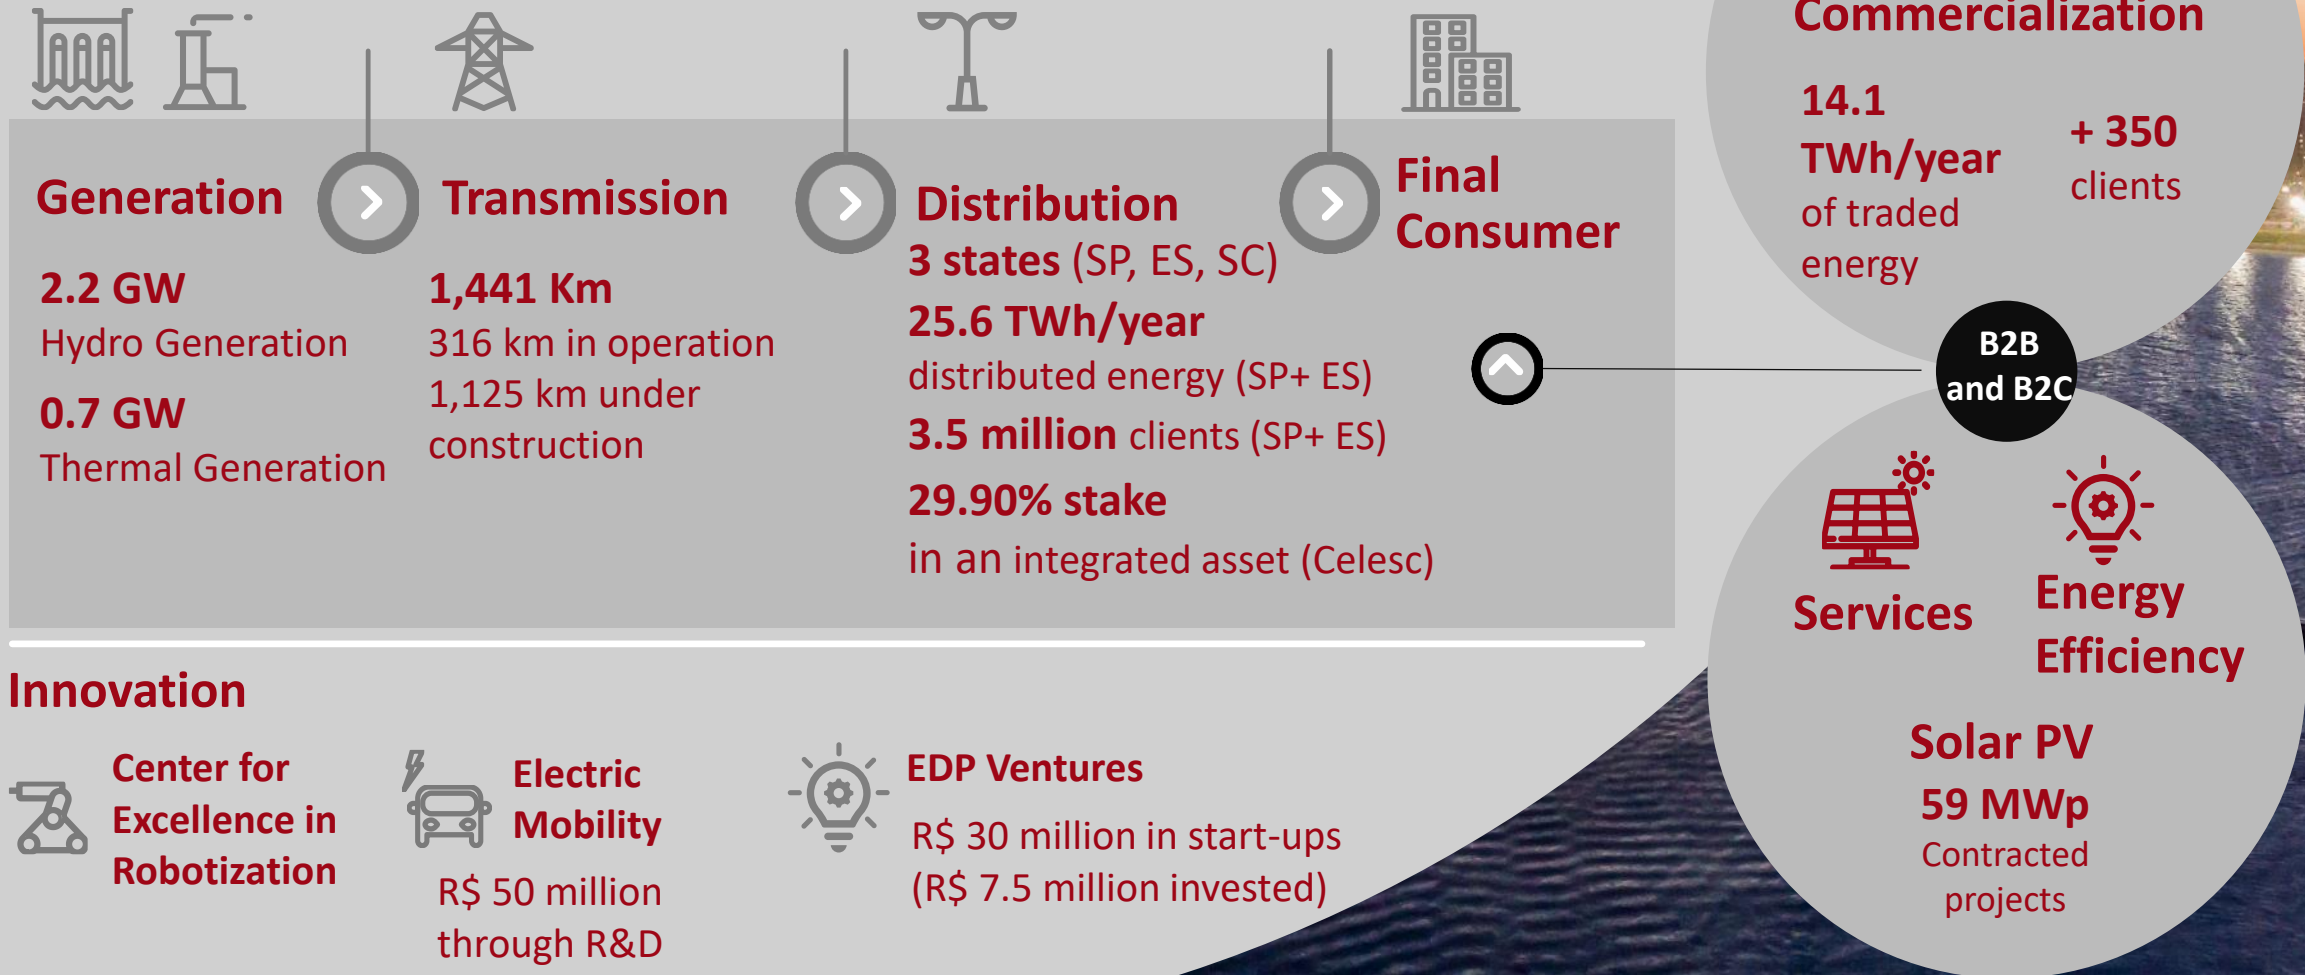 Generation
2.2 GW
Hydro Generation
0.7 GW
Thermal Generation
Transmission
1,441 Km
316 km in operation
1,125 km under
construction
Distribution
3 states (SP, ES, SC)
25.6 TWh/year
distributed energy (SP+ ES)
3.5 million clients (SP+ ES)
29.90% stake
in an integrated asset (Celesc)
Final
Consumer
Commercialization
14.1
TWh/year
of traded
energy
+ 350
clients
B2B
and B2C
Services
Energy
Efficiency
Solar PV
59 MWp
Contracted
projects
Innovation
Center for
Excellence in
Robotization
Electric
Mobility
R$ 50 million
through R&D
EDP Ventures
R$ 30 million in start-ups
(R$ 7.5 million invested)